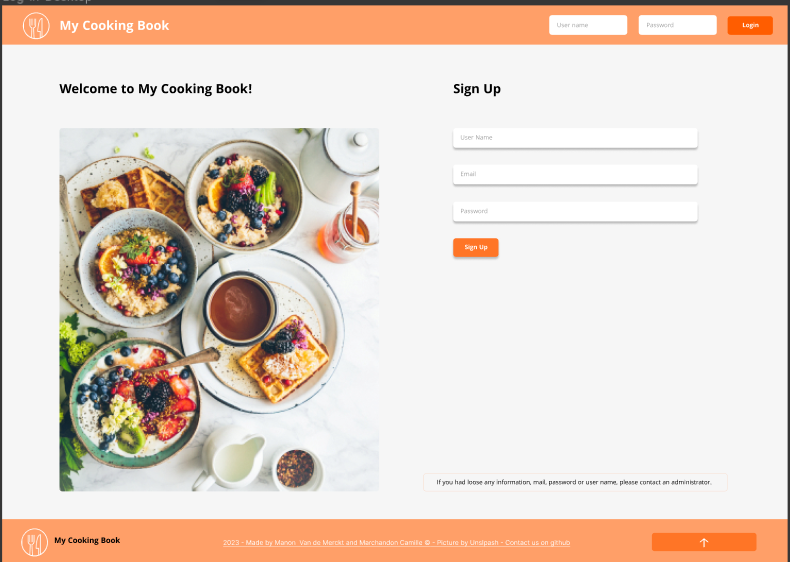 My Cooking Book
User name
Password
Login
Welcome to My Cooking Book!
Sign Up
User Name
Email
Password
Sign Up
If you had loose any information, mail, password or user name, please contact an administrator.
My Cooking Book
2023 - Made by Manon Van de Merckt and Marchandon Camille © - Picture by Unslpash - Contact us on github